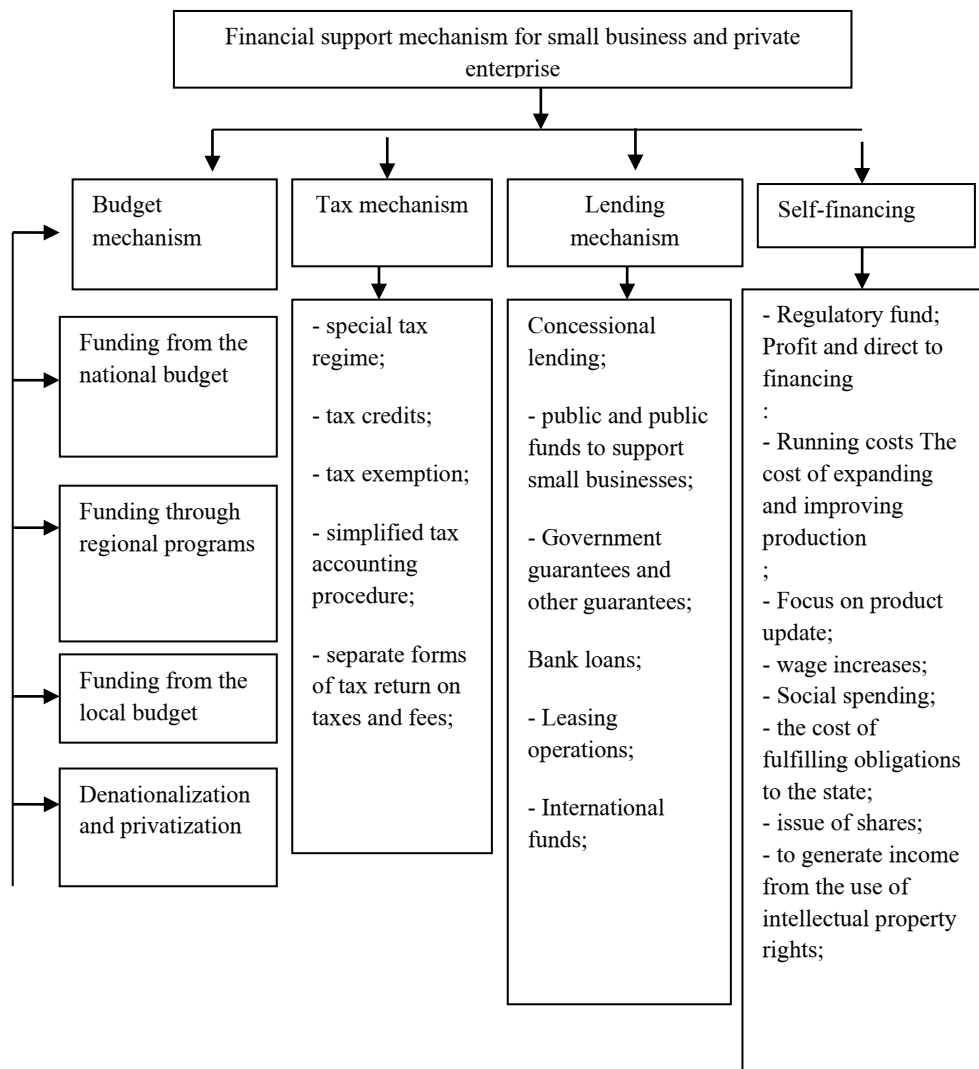 Financial support mechanism for small business and private
enterprise
Budget
mechanism
Tax mechanism
Lending
mechanism
Self-financing
Funding from the
national budget
Funding through
regional programs
Funding from the
local budget
Denationalization
and privatization
- special tax
regime;
- tax credits;
- tax exemption;
- simplified tax
accounting
procedure;
- separate forms
of tax return on
taxes and fees;
Concessional
lending;
- public and public
funds to support
small businesses;
- Government
guarantees and
other guarantees;
Bank loans;
- Leasing
operations;
- International
funds;
- Regulatory fund;
Profit and direct to
financing
:
- Running costs The
cost of expanding
and improving
production
;
- Focus on product
update;
- wage increases;
- Social spending;
- the cost of
fulfilling obligations
to the state;
- issue of shares;
- to generate income
from the use of
intellectual property
rights;